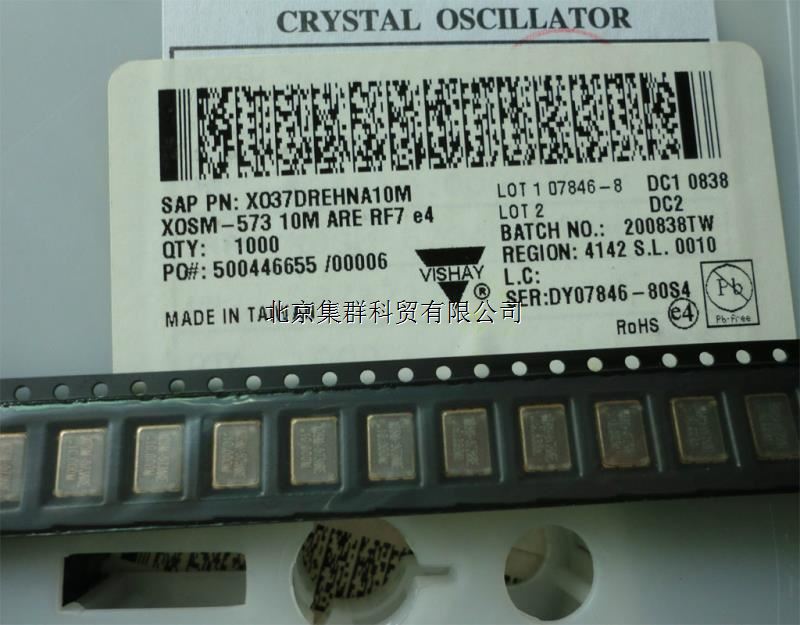 CRYSTAL OSCILLATOR
SAP PN: XO37DREHNA10M
XOSM-573 10M ARE RF7 e4
QTY: 1000
PO#: 500446655 /00006
LOT 1 07846-8 DC1 0838
LOT 2 DC2
BATCH NO.: 200838TW
REGION: 4142 S.L. 0010
L.C:
SER:DY07846-80S4
VISHAY
®
MADE IN
北京集群科贸有限公司
RoHS
e4
Pb
Pb-Free